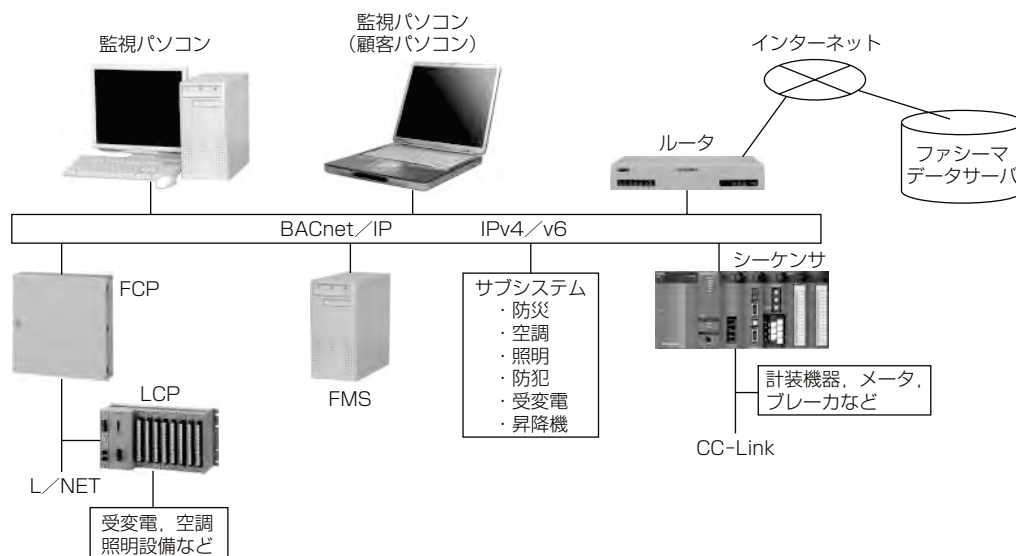 監視パソコン
監視パソコン
（顧客パソコン）
インターネット
ルータ
ファシーマ
データサーバ
BACnet／IP IPv4／v6
FCP
シーケンサ
サブシステム
・防災
・空調
・照明
・防犯
・受変電
・昇降機
FMS
計装機器，メータ，
ブレーカなど
LCP
CC-Link
L／NET
受変電，空調
照明設備など